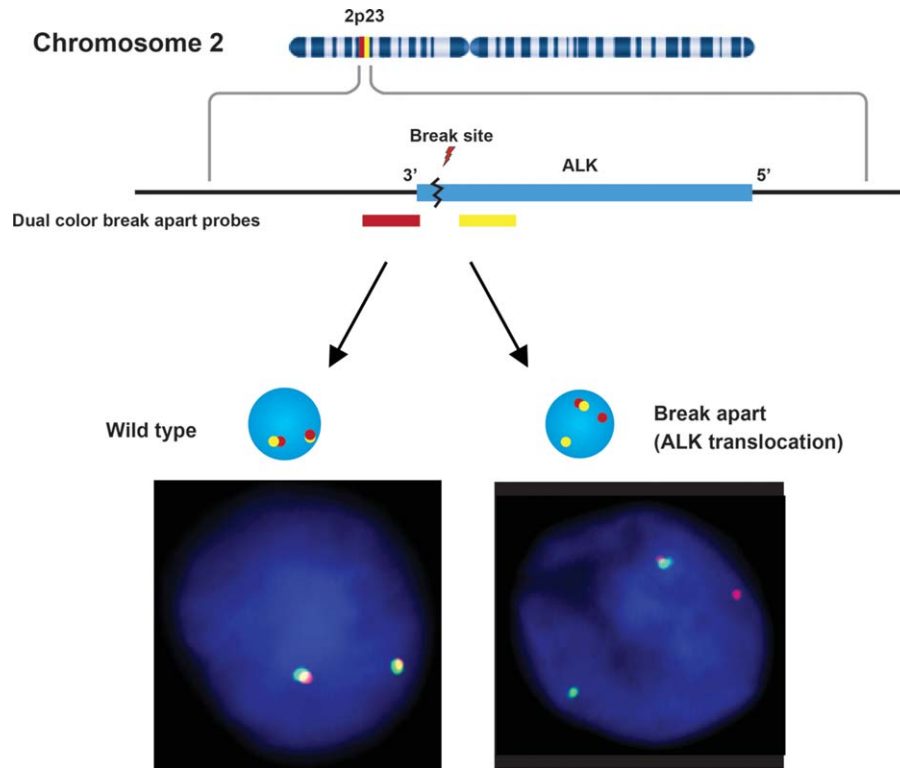 2p23
Chromosome 2
Break site
3’
ALK
5’
Dual color break apart probes
Wild type
Break apart
(ALK translocation)